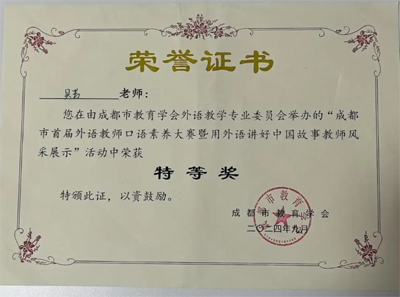 荣誉证书
老师：
您在由成都市教育学会外语教学专业委员会举办的“成都
市首届外语教师口语素养大赛暨用外语讲好中国故事教师风
采展示”活动中荣获
特等奖
特颁此证，以资鼓励。
成都市教育学会
二〇二四年九月